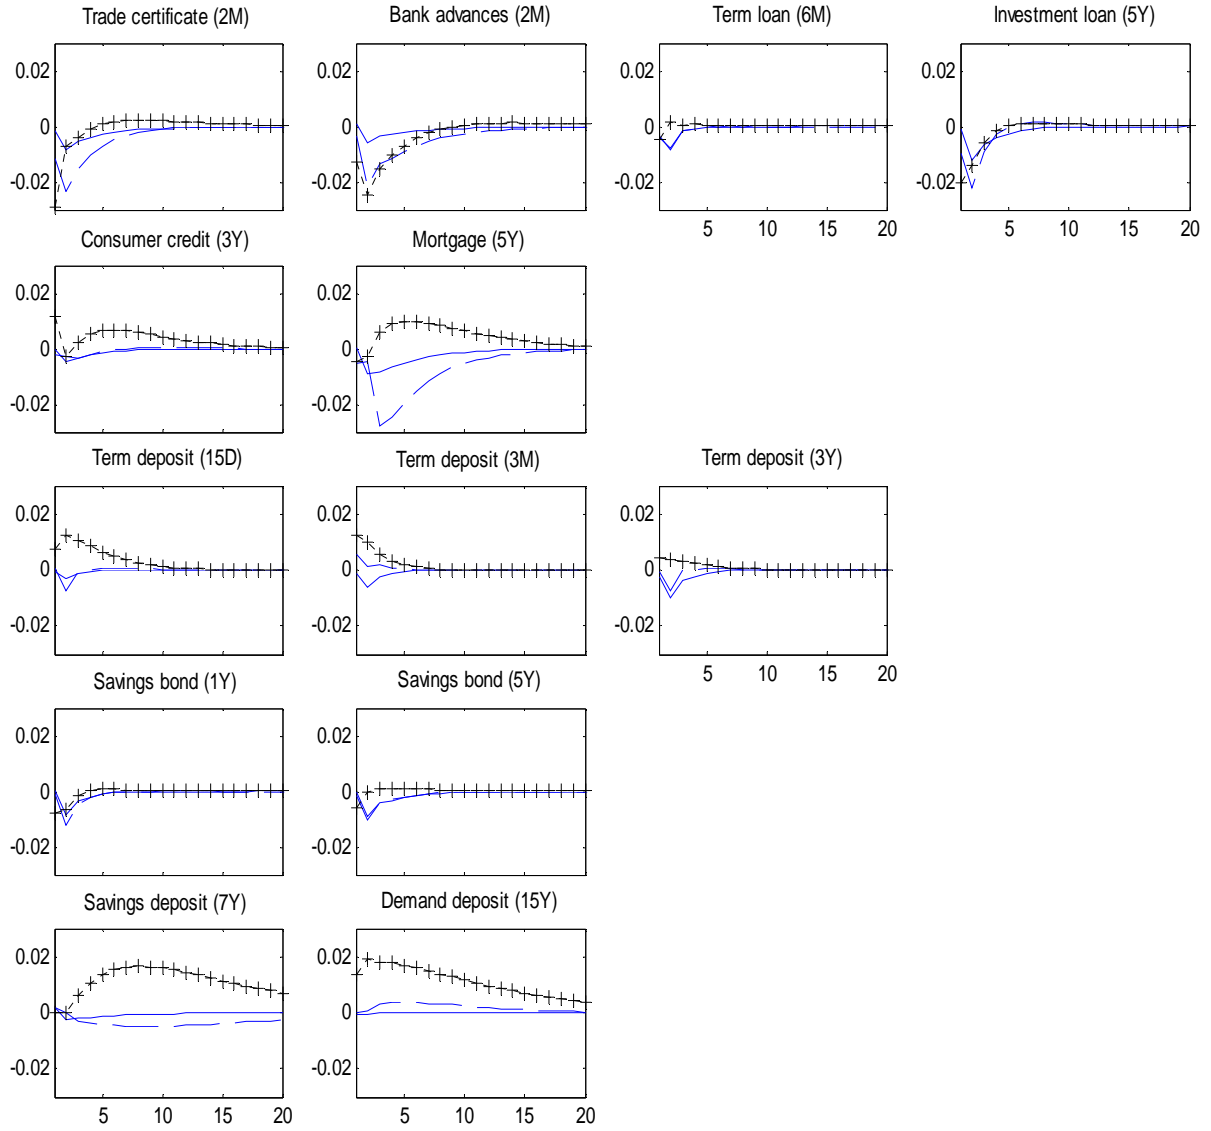 Trade certificate (2M)
Bank advances (2M)
Term loan (6M)
Investment loan (5Y)
0.02
0
-0.02
0.02
0
-0.02
0.02
0
-0.02
5 10 15 20
0.02
0
-0.02
5 10 15 20
Consumer credit (3Y)
Mortgage (5Y)
0.02
0
-0.02
0.02
0
-0.02
Term deposit (15D)
Term deposit (3M)
Term deposit (3Y)
0.02
0
-0.02
0.02
0
-0.02
0.02
0
-0.02
5 10 15 20
Savings bond (1Y)
Savings bond (5Y)
0.02
0
-0.02
0.02
0
-0.02
Savings deposit (7Y)
Demand deposit (15Y)
0.02
0
-0.02
5 10 15 20
0.02
0
-0.02
5 10 15 20